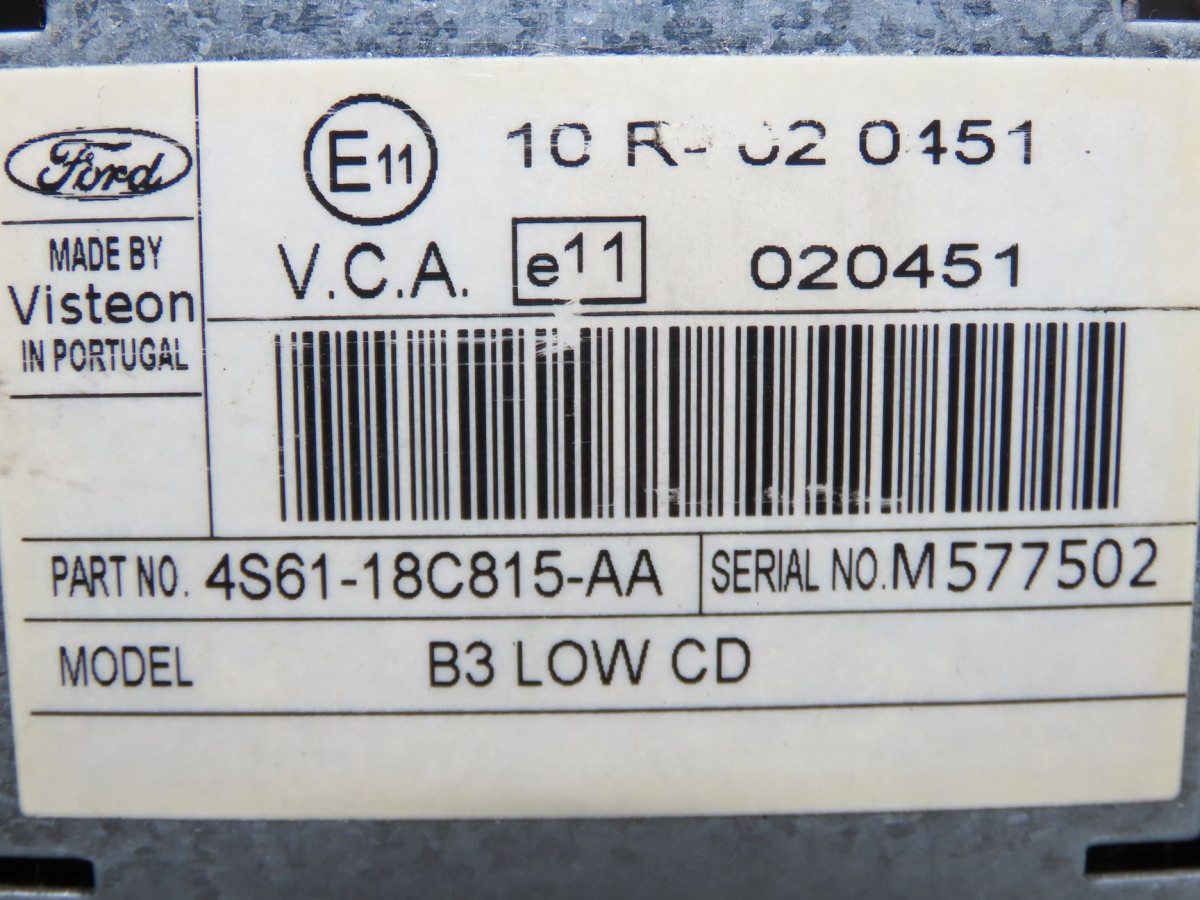 Ford
MADE BY
Visteon
IN PORTUGAL
E11 10 R- 02 0451
V.C.A. e11 020451
PART NO. 4S61-18C815-AA SERIAL NO. M577502
MODEL B3 LOW CD